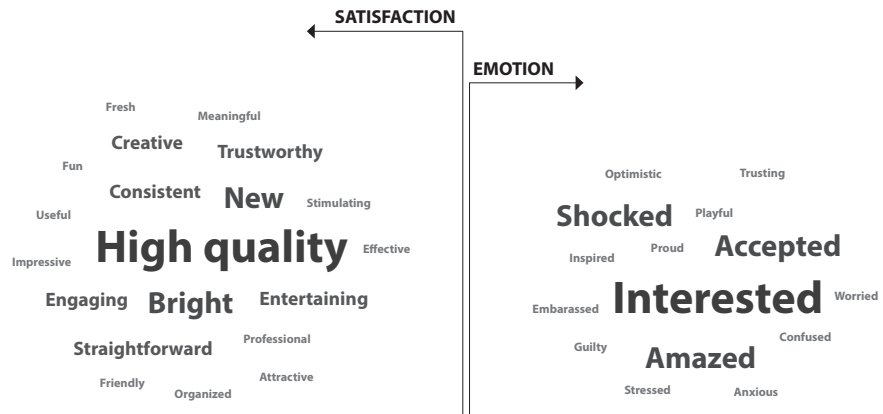 SATISFACTION
EMOTION
Fresh
Meaningful
Creative
Trustworthy
Fun
Consistent
New
Stimulating
Useful
High quality
Effective
Impressive
Engaging
Bright
Entertaining
Straightforward
Professional
Friendly
Organized
Attractive
Optimistic
Trusting
Shocked
Playful
Accepted
Inspired
Proud
Interested
Worried
Embarassed
Confused
Guilty
Amazed
Stressed
Anxious